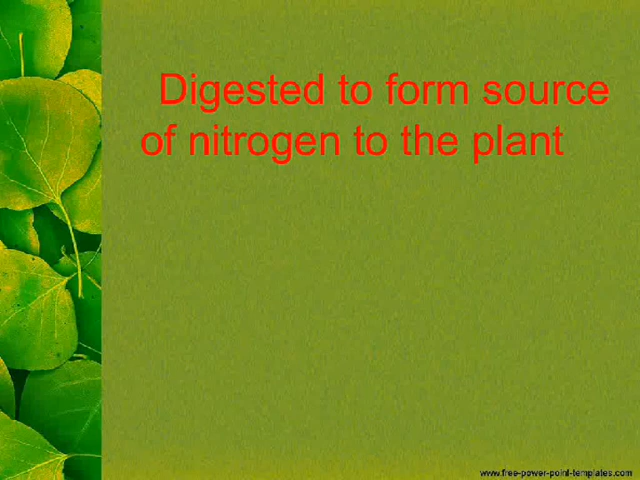 Digested to form source
of nitrogen to the plant
www.free-power-point-templates.com